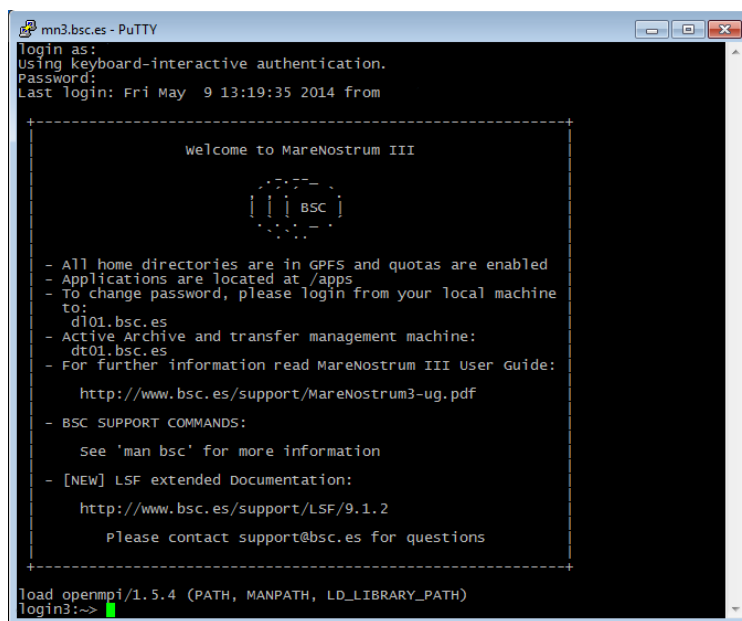 mn3.bsc.es - PuTTY
login as:
Using keyboard-interactive authentication.
Password:
Last login: Fri May  9 13:19:35 2014 from
Welcome to MareNostrum III
BSC
- All home directories are in GPFS and quotas are enabled
- Applications are located at /apps
- To change password, please login from your local machine
to:
dl01.bsc.es
- Active Archive and transfer management machine:
dt01.bsc.es
- For further information read MareNostrum III User Guide:
http://www.bsc.es/support/MareNostrum3-ug.pdf
- BSC SUPPORT COMMANDS:
See 'man bsc' for more information
- [NEW] LSF extended Documentation:
http://www.bsc.es/support/LSF/9.1.2
Please contact support@bsc.es for questions
load openmpi/1.5.4 (PATH, MANPATH, LD_LIBRARY_PATH)
login3:~>